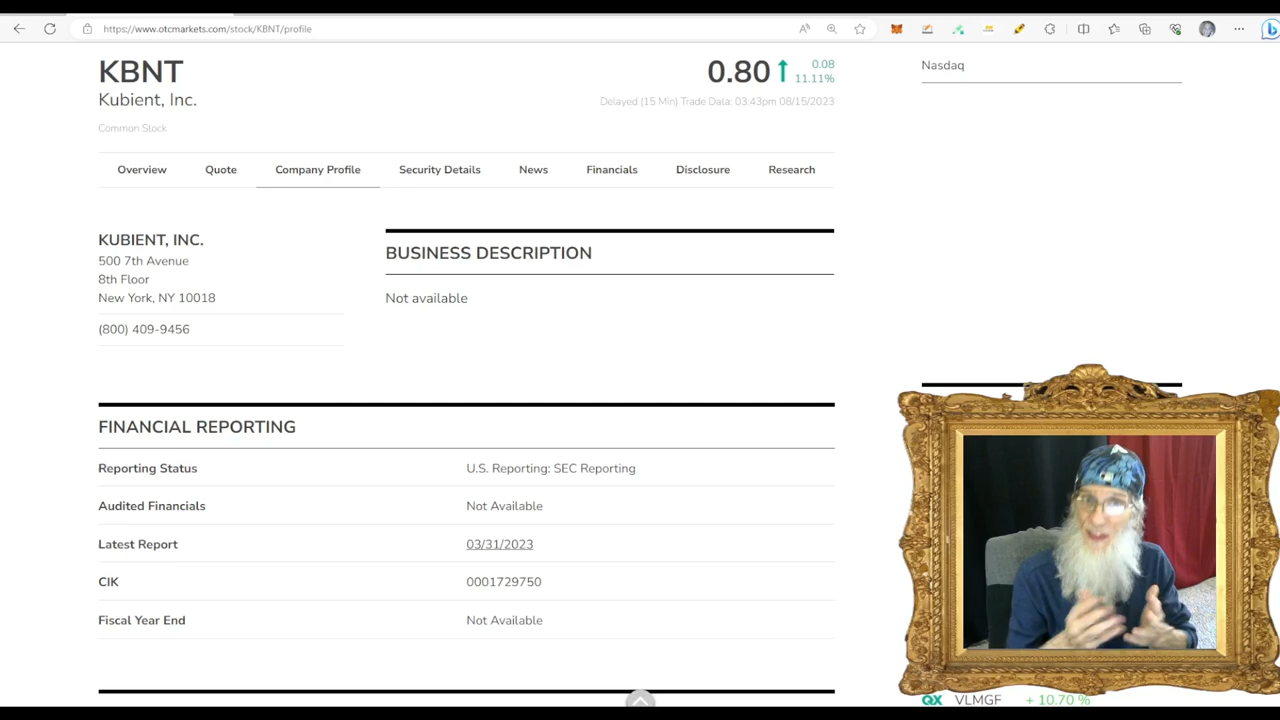 https://www.otcmarkets.com/stock/KBNT/profile
KBNT
0.80
0.08
11.11%
Kubient, Inc.
Delayed (15 Min) Trade Data: 03:43pm 08/15/2023
Common Stock
Nasdaq
Overview Quote Company Profile Security Details News Financials Disclosure Research
KUBIENT, INC.
500 7th Avenue
8th Floor
New York, NY 10018
(800) 409-9456
BUSINESS DESCRIPTION
Not available
FINANCIAL REPORTING
Reporting Status U.S. Reporting: SEC Reporting
Audited Financials Not Available
Latest Report 03/31/2023
CIK 0001729750
Fiscal Year End Not Available
QX VLMGF + 10.70 %